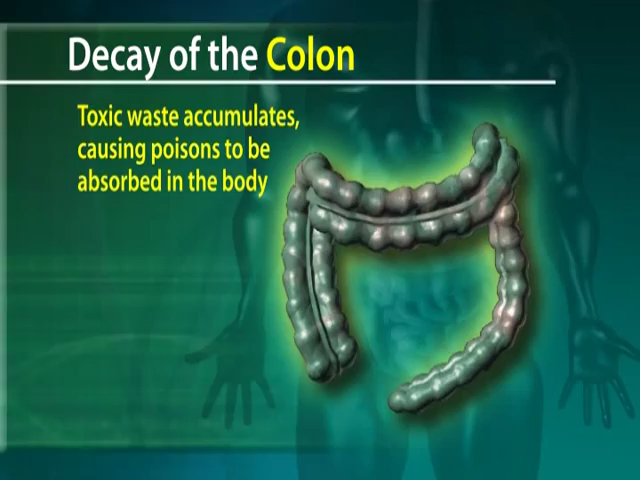 Decay of the Colon
Toxic waste accumulates,
causing poisons to be
absorbed in the body